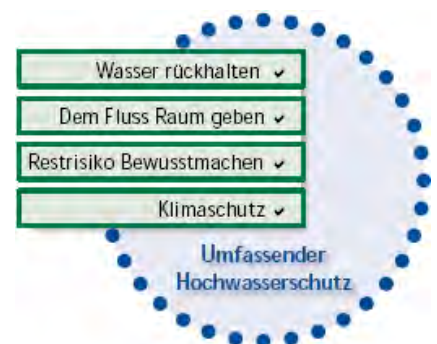 Wasser rückhalten ✓
Dem Fluss Raum geben ✓
Restrisiko Bewusstmachen ✓
Klimaschutz ✓
Umfassender
Hochwasserschutz